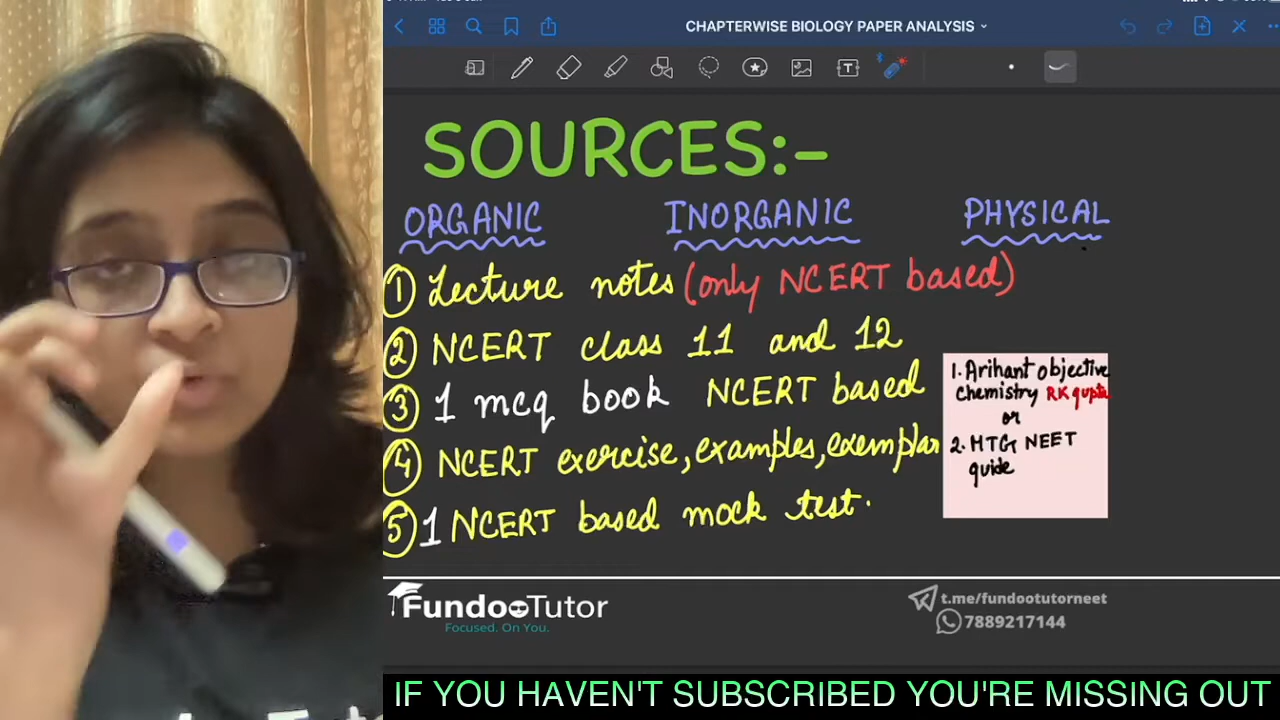 CHAPTERWISE BIOLOGY PAPER ANALYSIS
SOURCES:-
ORGANIC INORGANIC PHYSICAL
① Lecture notes (only NCERT based)
② NCERT class 11 and 12
③ 1 mcq book NCERT based
④ NCERT exercise, examples, exemplar
⑤ 1 NCERT based mock test.
1. Arihant objective
chemistry RK gupta
or
2. MTG NEET
guide
FundooTutor
Focused. On You.
t.me/fundootutorneet
7889217144
IF YOU HAVEN'T SUBSCRIBED YOU'RE MISSING OUT